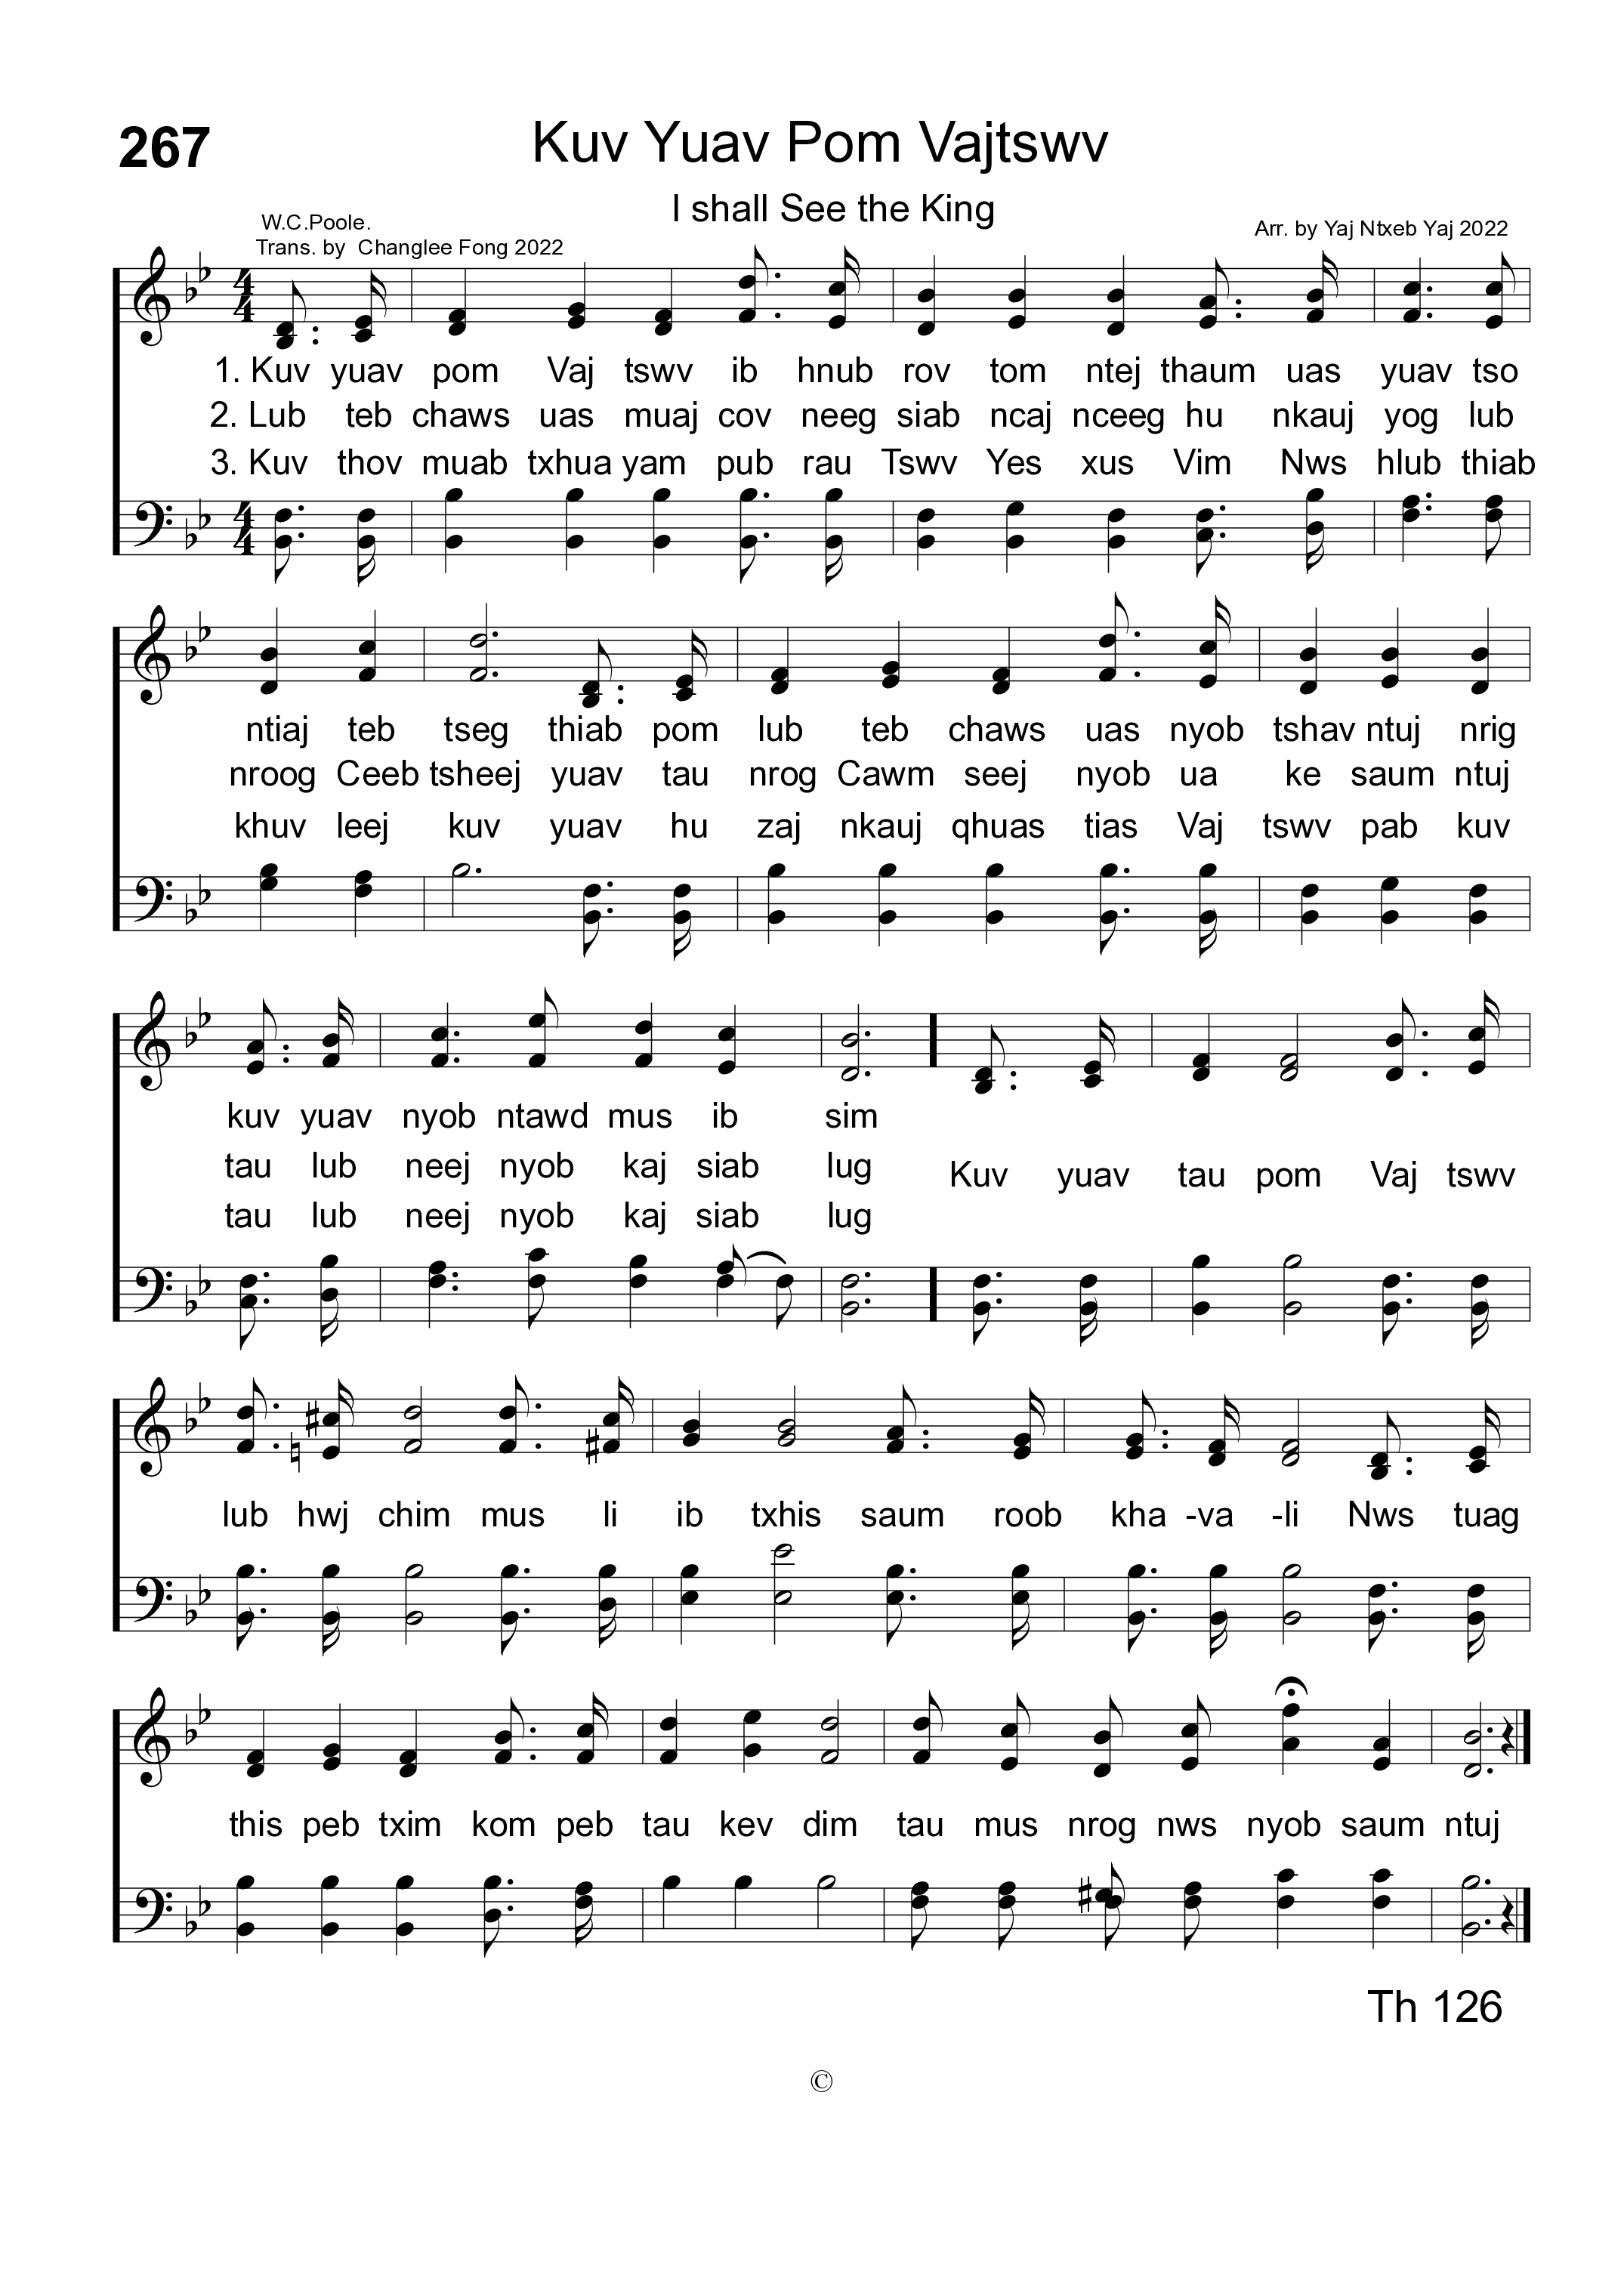 267
Kuv Yuav Pom Vajtswv
I shall See the King
W.C.Poole.
Trans. by Changlee Fong 2022
Arr. by Yaj Ntxeb Yaj 2022
1. Kuv yuav pom Vaj tswv ib hnub rov tom ntej thaum uas yuav tso
2. Lub teb chaws uas muaj cov neeg siab ncaj nceeg hu nkauj yog lub
3. Kuv thov muab txhua yam pub rau Tswv Yes xus Vim Nws hlub thiab
ntiaj teb tseg thiab pom lub teb chaws uas nyob tshav ntuj nrig
nroog Ceeb tsheej yuav tau nrog Cawm seej nyob ua ke saum ntuj
khuv leej kuv yuav hu zaj nkauj qhuas tias Vaj tswv pab kuv
kuv yuav nyob ntawd mus ib sim
tau lub neej nyob kaj siab lug
tau lub neej nyob kaj siab lug
Kuv yuav tau pom Vaj tswv
lub hwj chim mus li ib txhis saum roob kha -va -li Nws tuag
this peb txim kom peb tau kev dim tau mus nrog nws nyob saum ntuj
Th 126
©